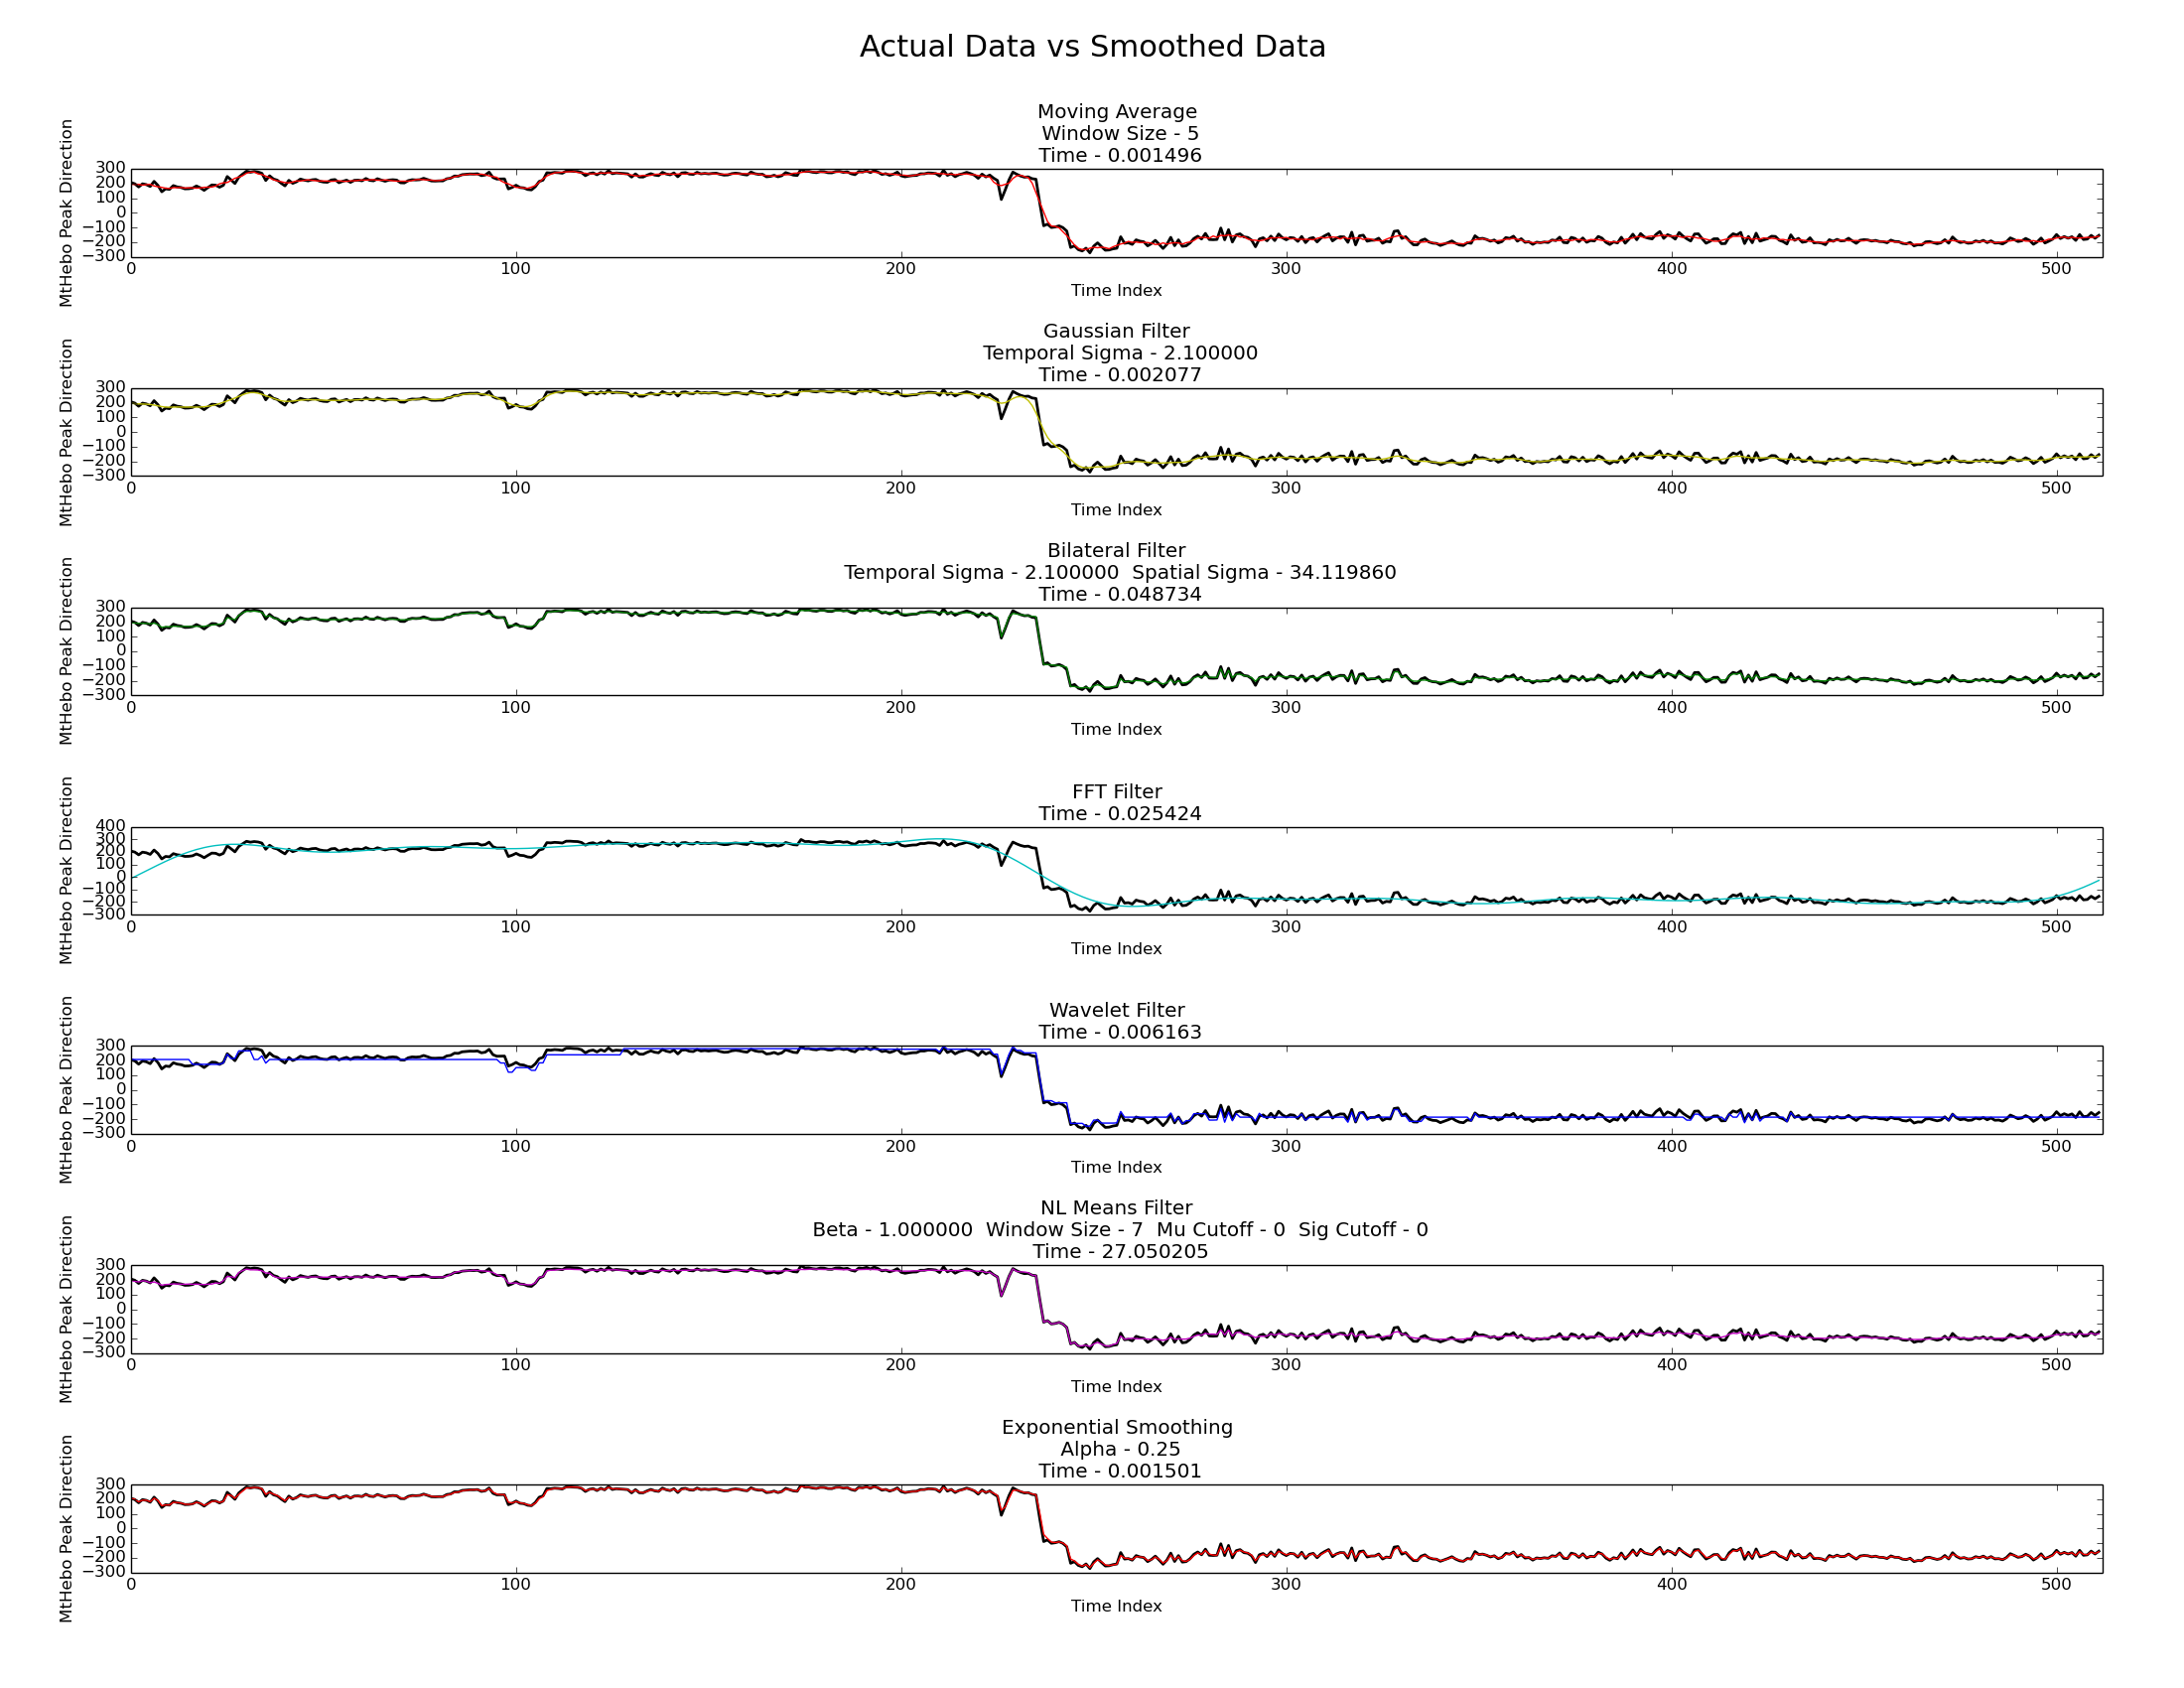 Actual Data vs Smoothed Data
Moving Average
Window Size - 5
Time - 0.001496
MtHebo Peak Direction
300
200
100
0
−100
−200
−300
0 100 200 300 400 500
Time Index
Gaussian Filter
Temporal Sigma - 2.100000
Time - 0.002077
MtHebo Peak Direction
300
200
100
0
−100
−200
−300
0 100 200 300 400 500
Time Index
Bilateral Filter
Temporal Sigma - 2.100000  Spatial Sigma - 34.119860
Time - 0.048734
MtHebo Peak Direction
300
200
100
0
−100
−200
−300
0 100 200 300 400 500
Time Index
FFT Filter
Time - 0.025424
MtHebo Peak Direction
400
300
200
100
0
−100
−200
−300
0 100 200 300 400 500
Time Index
Wavelet Filter
Time - 0.006163
MtHebo Peak Direction
300
200
100
0
−100
−200
−300
0 100 200 300 400 500
Time Index
NL Means Filter
Beta - 1.000000  Window Size - 7  Mu Cutoff - 0  Sig Cutoff - 0
Time - 27.050205
MtHebo Peak Direction
300
200
100
0
−100
−200
−300
0 100 200 300 400 500
Time Index
Exponential Smoothing
Alpha - 0.25
Time - 0.001501
MtHebo Peak Direction
300
200
100
0
−100
−200
−300
0 100 200 300 400 500
Time Index